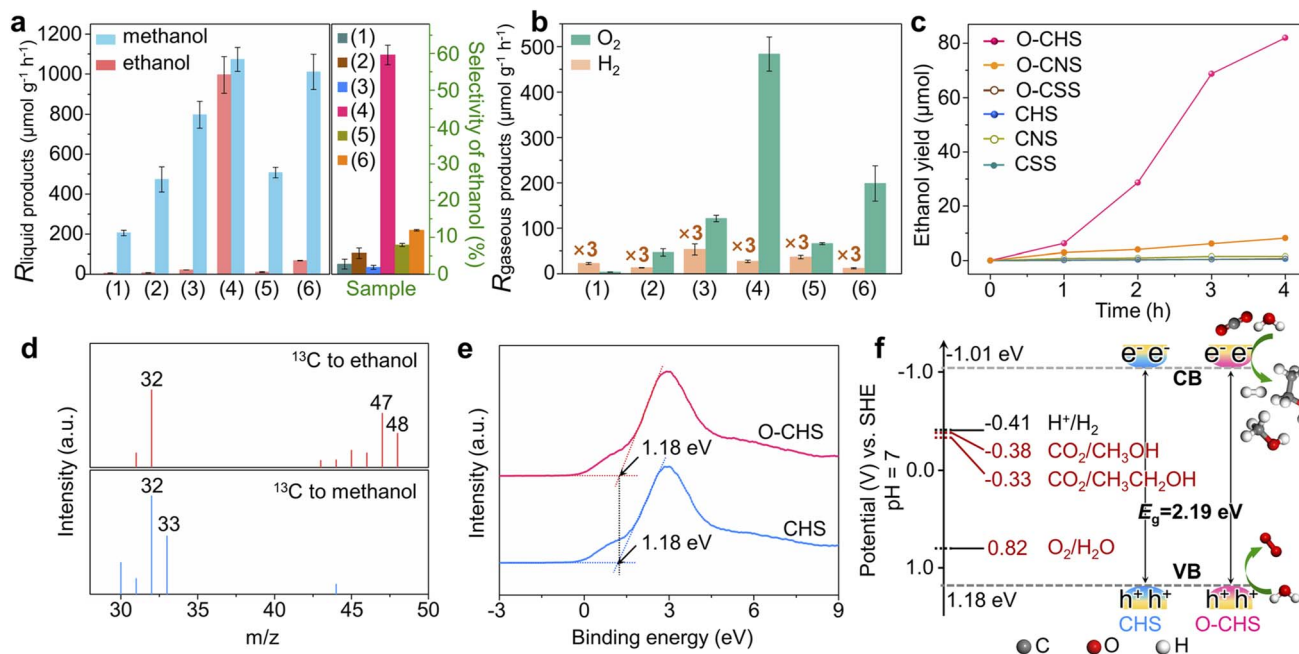 a
methanol
ethanol
Rliquid products (μmol g⁻¹ h⁻¹)
1200
1000
800
600
400
200
0
(1) (2) (3) (4) (5) (6)
(1)
(2)
(3)
(4)
(5)
(6)
Sample
60
50
40
30
20
10
0
Selectivity of ethanol (%)
b
O₂
H₂
Rgaseous products (μmol g⁻¹ h⁻¹)
500
400
300
200
100
50
0
×3 ×3 ×3 ×3 ×3 ×3
(1) (2) (3) (4) (5) (6)
c
O-CHS
O-CNS
O-CSS
CHS
CNS
CSS
Ethanol yield (μmol)
80
60
40
20
0
0 1 2 3 4
Time (h)
d
¹³C to ethanol
32
47
48
¹³C to methanol
32
33
Intensity (a.u.)
30 35 40 45 50
m/z
e
O-CHS
1.18 eV
CHS
1.18 eV
Intensity (a.u.)
-3 0 3 6 9
Binding energy (eV)
f
Potential (V) vs. SHE
pH = 7
-1.0
0.0
1.0
-1.01 eV
e⁻ e⁻ e⁻ e⁻
CB
-0.41 H⁺/H₂
-0.38 CO₂/CH₃OH
-0.33 CO₂/CH₃CH₂OH
Eg=2.19 eV
0.82 O₂/H₂O
VB
1.18 eV
h⁺ h⁺ h⁺ h⁺
CHS O-CHS
C O H